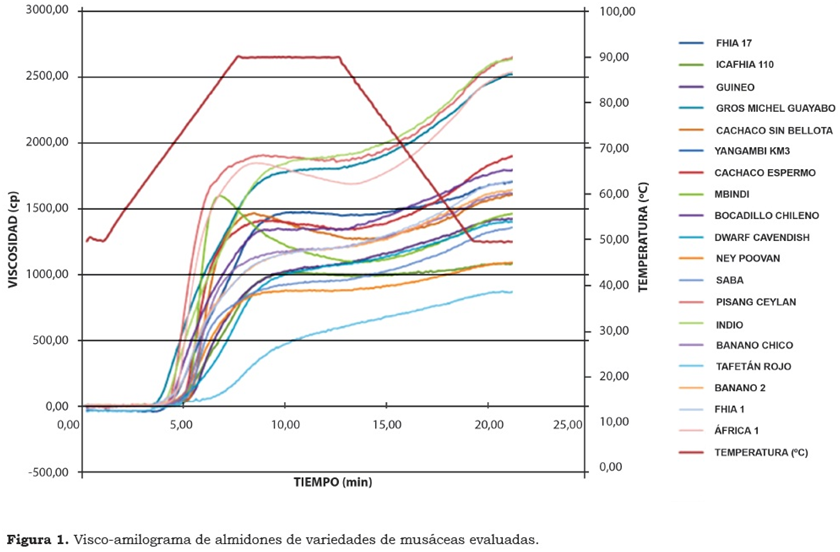 3000,00
2500,00
2000,00
1500,00
1000,00
500,00
0,00
-500,00
VISCOSIDAD (cp)
0,00
5,00
10,00
15,00
20,00
25,00
TIEMPO (min)
100,00
90,00
80,00
70,00
60,00
50,00
40,00
30,00
20,00
10,00
0,00
TEMPERATURA (ºC)
FHIA 17
ICAFHIA 110
GUINEO
GROS MICHEL GUAYABO
CACHACO SIN BELLOTA
YANGAMBI KM3
CACHACO ESPERMO
MBINDI
BOCADILLO CHILENO
DWARF CAVENDISH
NEY POOVAN
SABA
PISANG CEYLAN
INDIO
BANANO CHICO
TAFETÁN ROJO
BANANO 2
FHIA 1
ÁFRICA 1
TEMPERATURA (ºC)
Figura 1. Visco-amilograma de almidones de variedades de musáceas evaluadas.